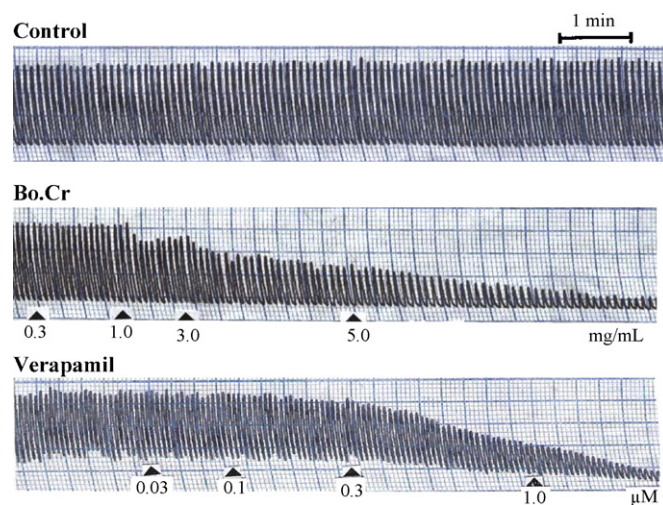 Control
1 min
Bo.Cr
0.3 1.0 3.0 5.0 mg/mL
Verapamil
0.03 0.1 0.3 1.0 µM